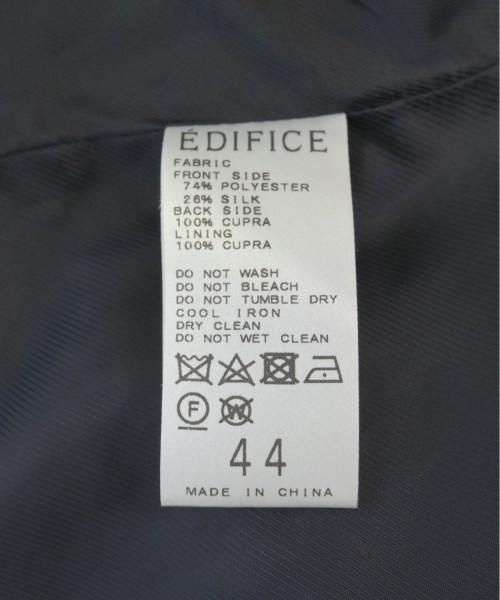 ÉDIFICE
FABRIC
FRONT SIDE
74% POLYESTER
26% SILK
BACK SIDE
100% CUPRA
LINING
100% CUPRA
DO NOT WASH
DO NOT BLEACH
DO NOT TUMBLE DRY
COOL IRON
DRY CLEAN
DO NOT WET CLEAN
F W
44
MADE IN CHINA